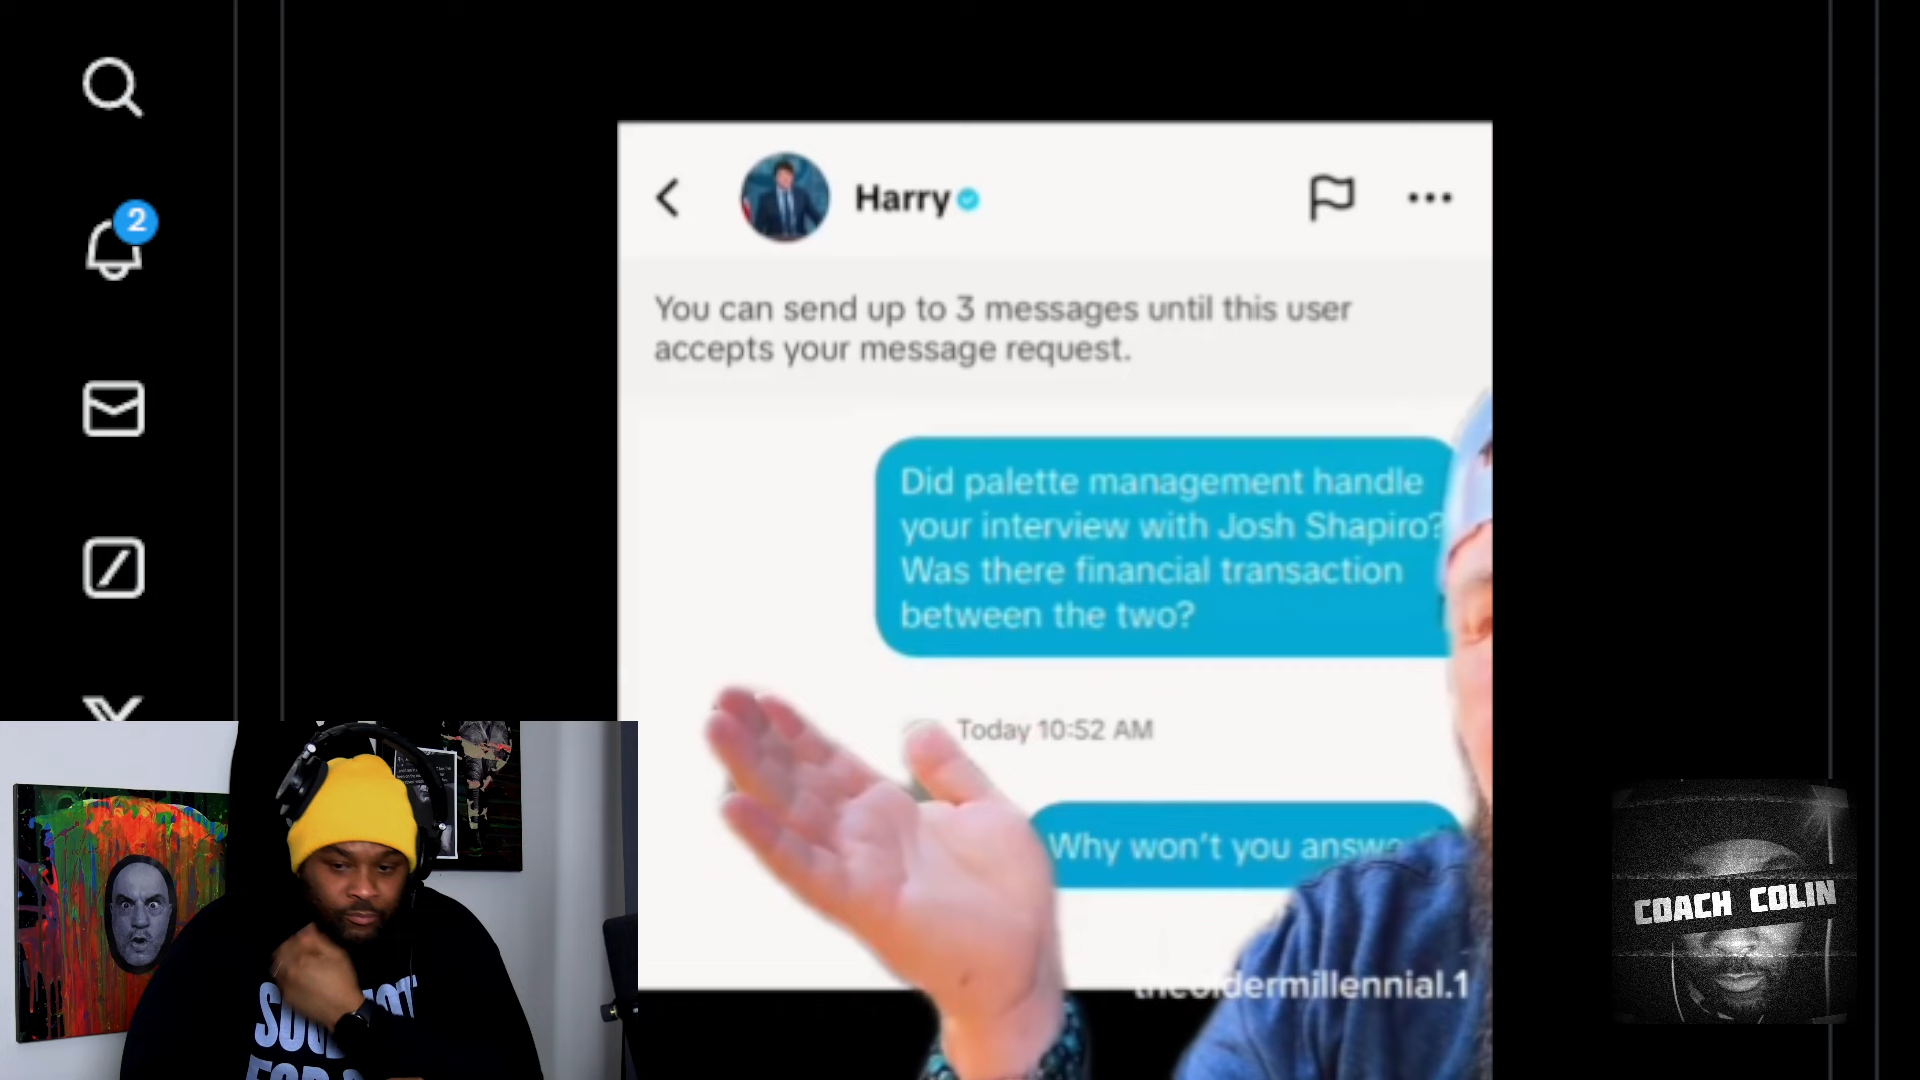 2
Harry
You can send up to 3 messages until this user
accepts your message request.
Did palette management handle
your interview with Josh Shapiro?
Was there financial transaction
between the two?
Today 10:52 AM
Why won't you
COACH COLIN